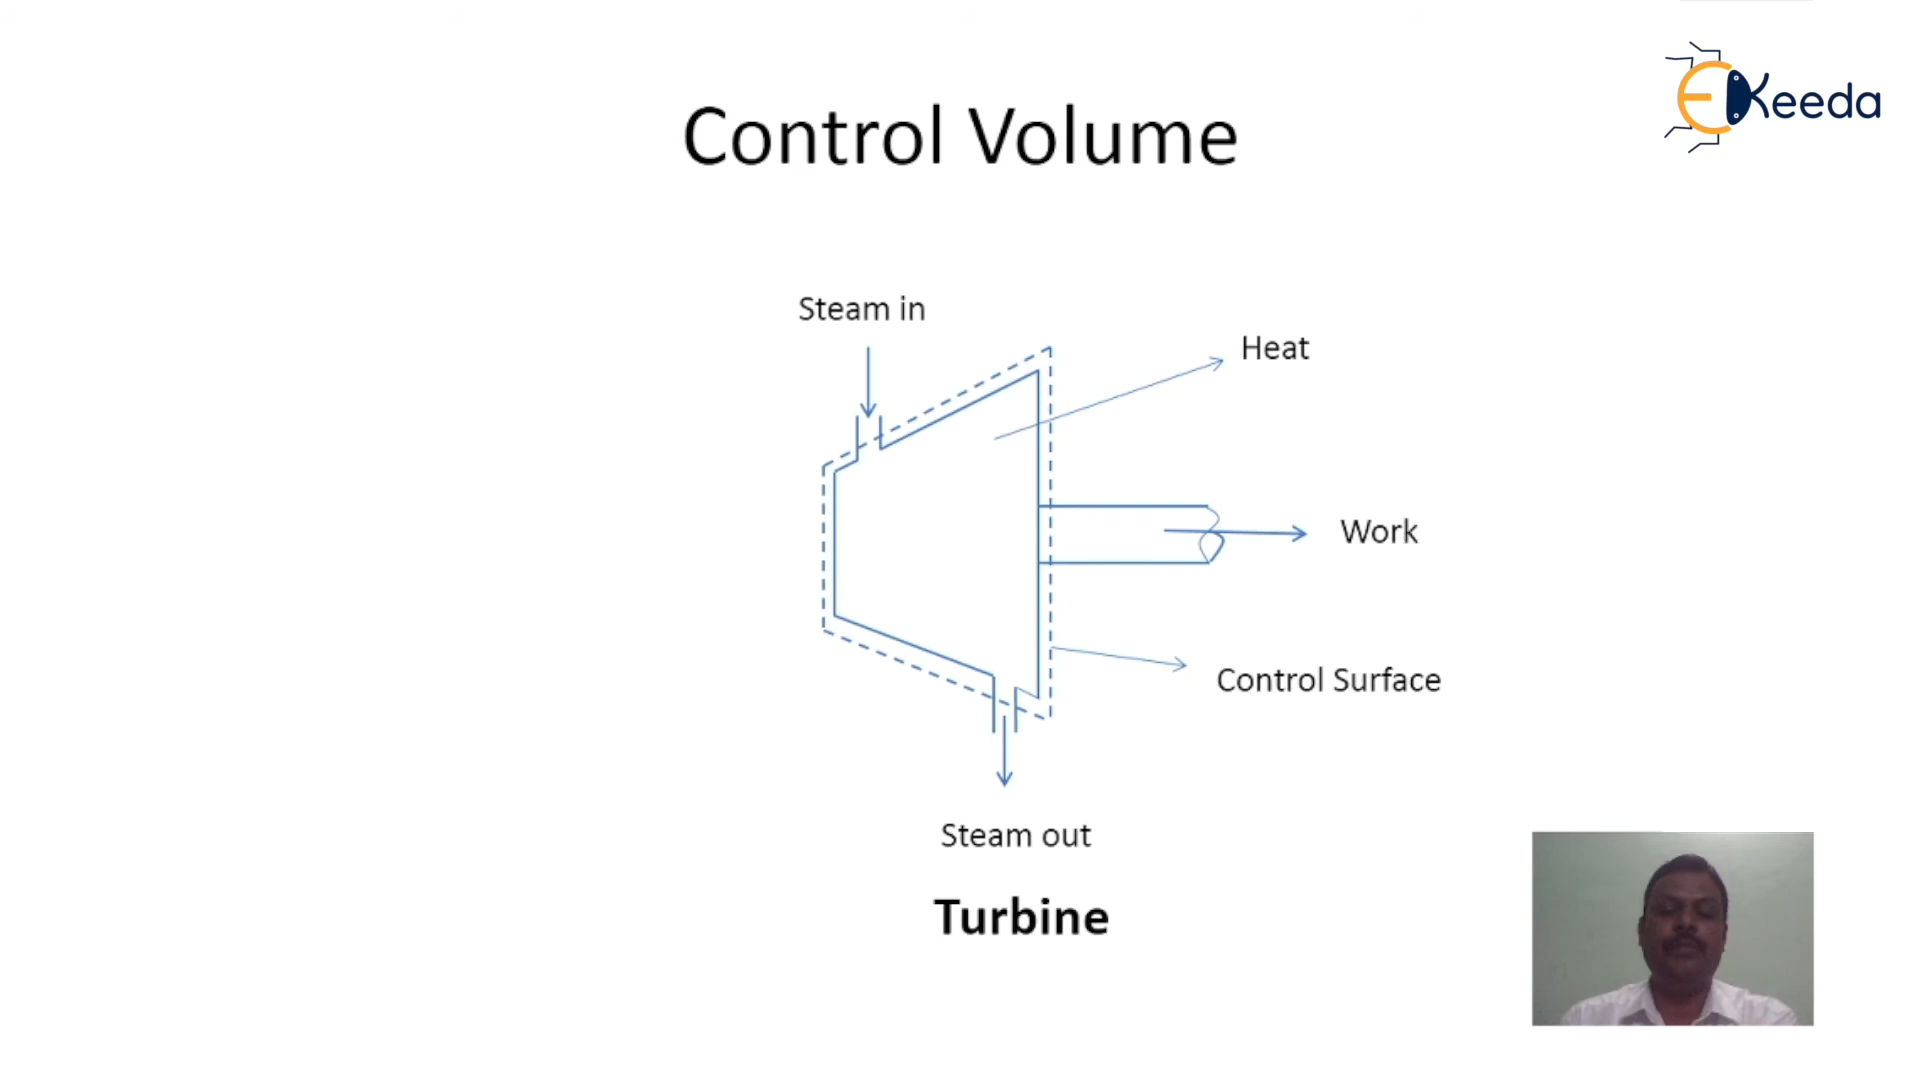 EKeeda
Control Volume
Steam in
Heat
Work
Control Surface
Steam out
Turbine